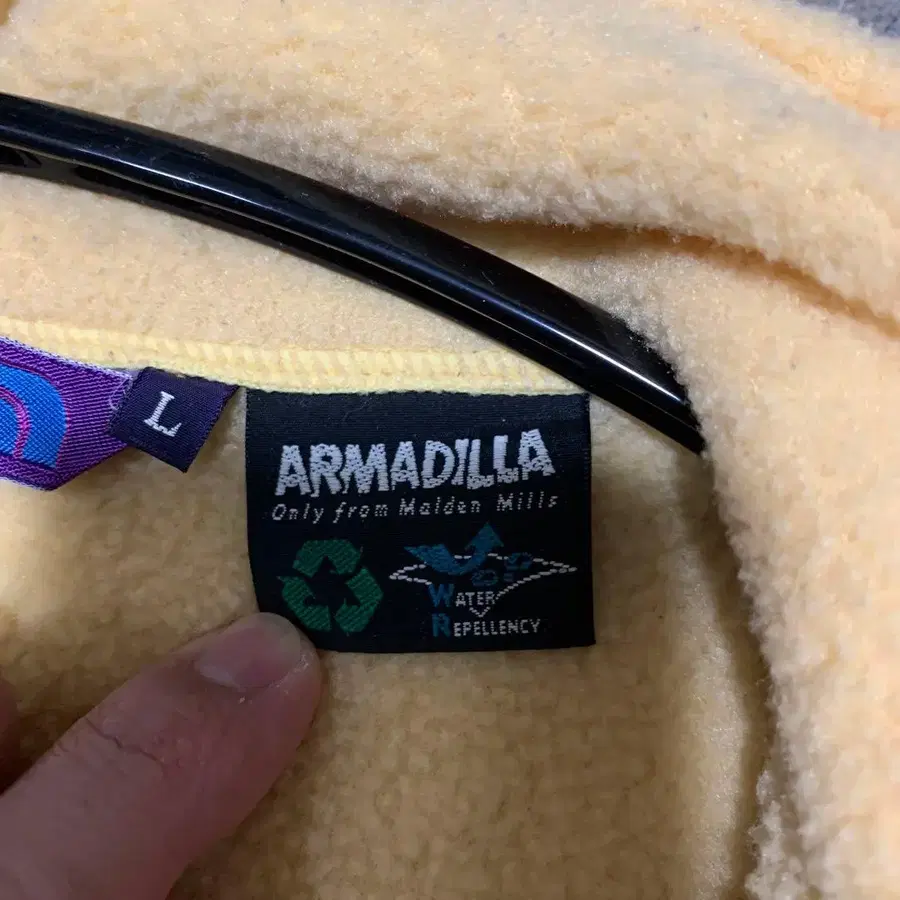 L
ARMADILLA
Only from Malden Mills
WATER
REPELLENCY